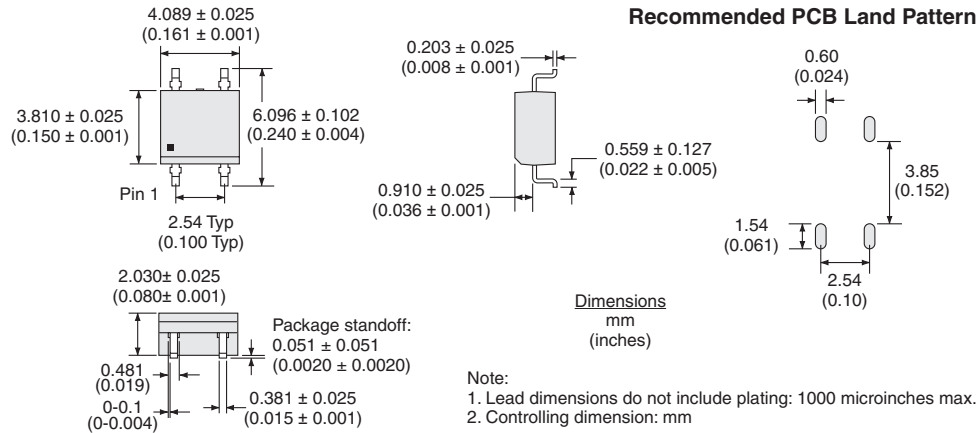 Recommended PCB Land Pattern
4.089 ± 0.025
(0.161 ± 0.001)
3.810 ± 0.025
(0.150 ± 0.001)
6.096 ± 0.102
(0.240 ± 0.004)
Pin 1
2.54 Typ
(0.100 Typ)
0.203 ± 0.025
(0.008 ± 0.001)
0.559 ± 0.127
(0.022 ± 0.005)
0.910 ± 0.025
(0.036 ± 0.001)
0.60
(0.024)
3.85
(0.152)
1.54
(0.061)
2.54
(0.10)
2.030± 0.025
(0.080± 0.001)
Package standoff:
0.051 ± 0.051
(0.0020 ± 0.0020)
0.481
(0.019)
0-0.1
(0-0.004)
0.381 ± 0.025
(0.015 ± 0.001)
Dimensions
mm
(inches)
Note:
1. Lead dimensions do not include plating: 1000 microinches max.
2. Controlling dimension: mm